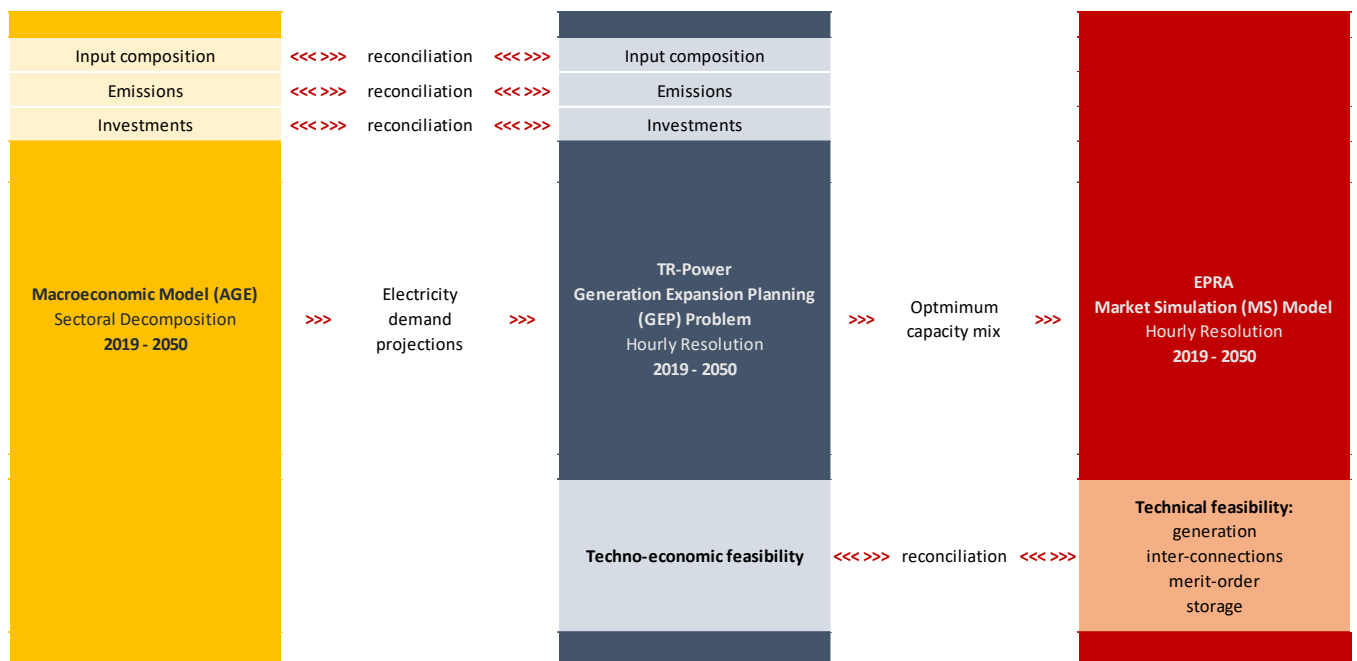 Input composition <<< >>> reconciliation <<< >>> Input composition
Emissions <<< >>> reconciliation <<< >>> Emissions
Investments <<< >>> reconciliation <<< >>> Investments
Macroeconomic Model (AGE)
Sectoral Decomposition
2019 - 2050
>>>
Electricity
demand
projections
>>>
TR-Power
Generation Expansion Planning
(GEP) Problem
Hourly Resolution
2019 - 2050
>>>
Optmimum
capacity mix
>>>
EPRA
Market Simulation (MS) Model
Hourly Resolution
2019 - 2050
Techno-economic feasibility
<<< >>> reconciliation <<< >>>
Technical feasibility:
generation
inter-connections
merit-order
storage